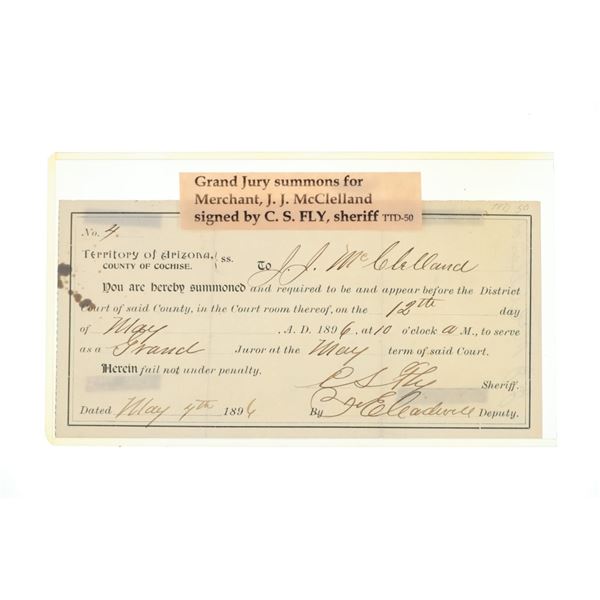 Grand Jury summons for
Merchant, J. J. McClelland
signed by C. S. FLY, sheriff TTD-50
TTD 50
No. 4
Territory of Arizona, } ss. To J. J. McClelland
COUNTY OF COCHISE.
You are hereby summoned and required to be and appear before the District
Court of said County, in the Court room thereof, on the 12th day
of May A. D. 1896, at 10 o'clock a M., to serve
as a Grand Juror at the May term of said Court.
Herein fail not under penalty.
C S Fly Sheriff.
Dated May 4th 1896 By Deputy.